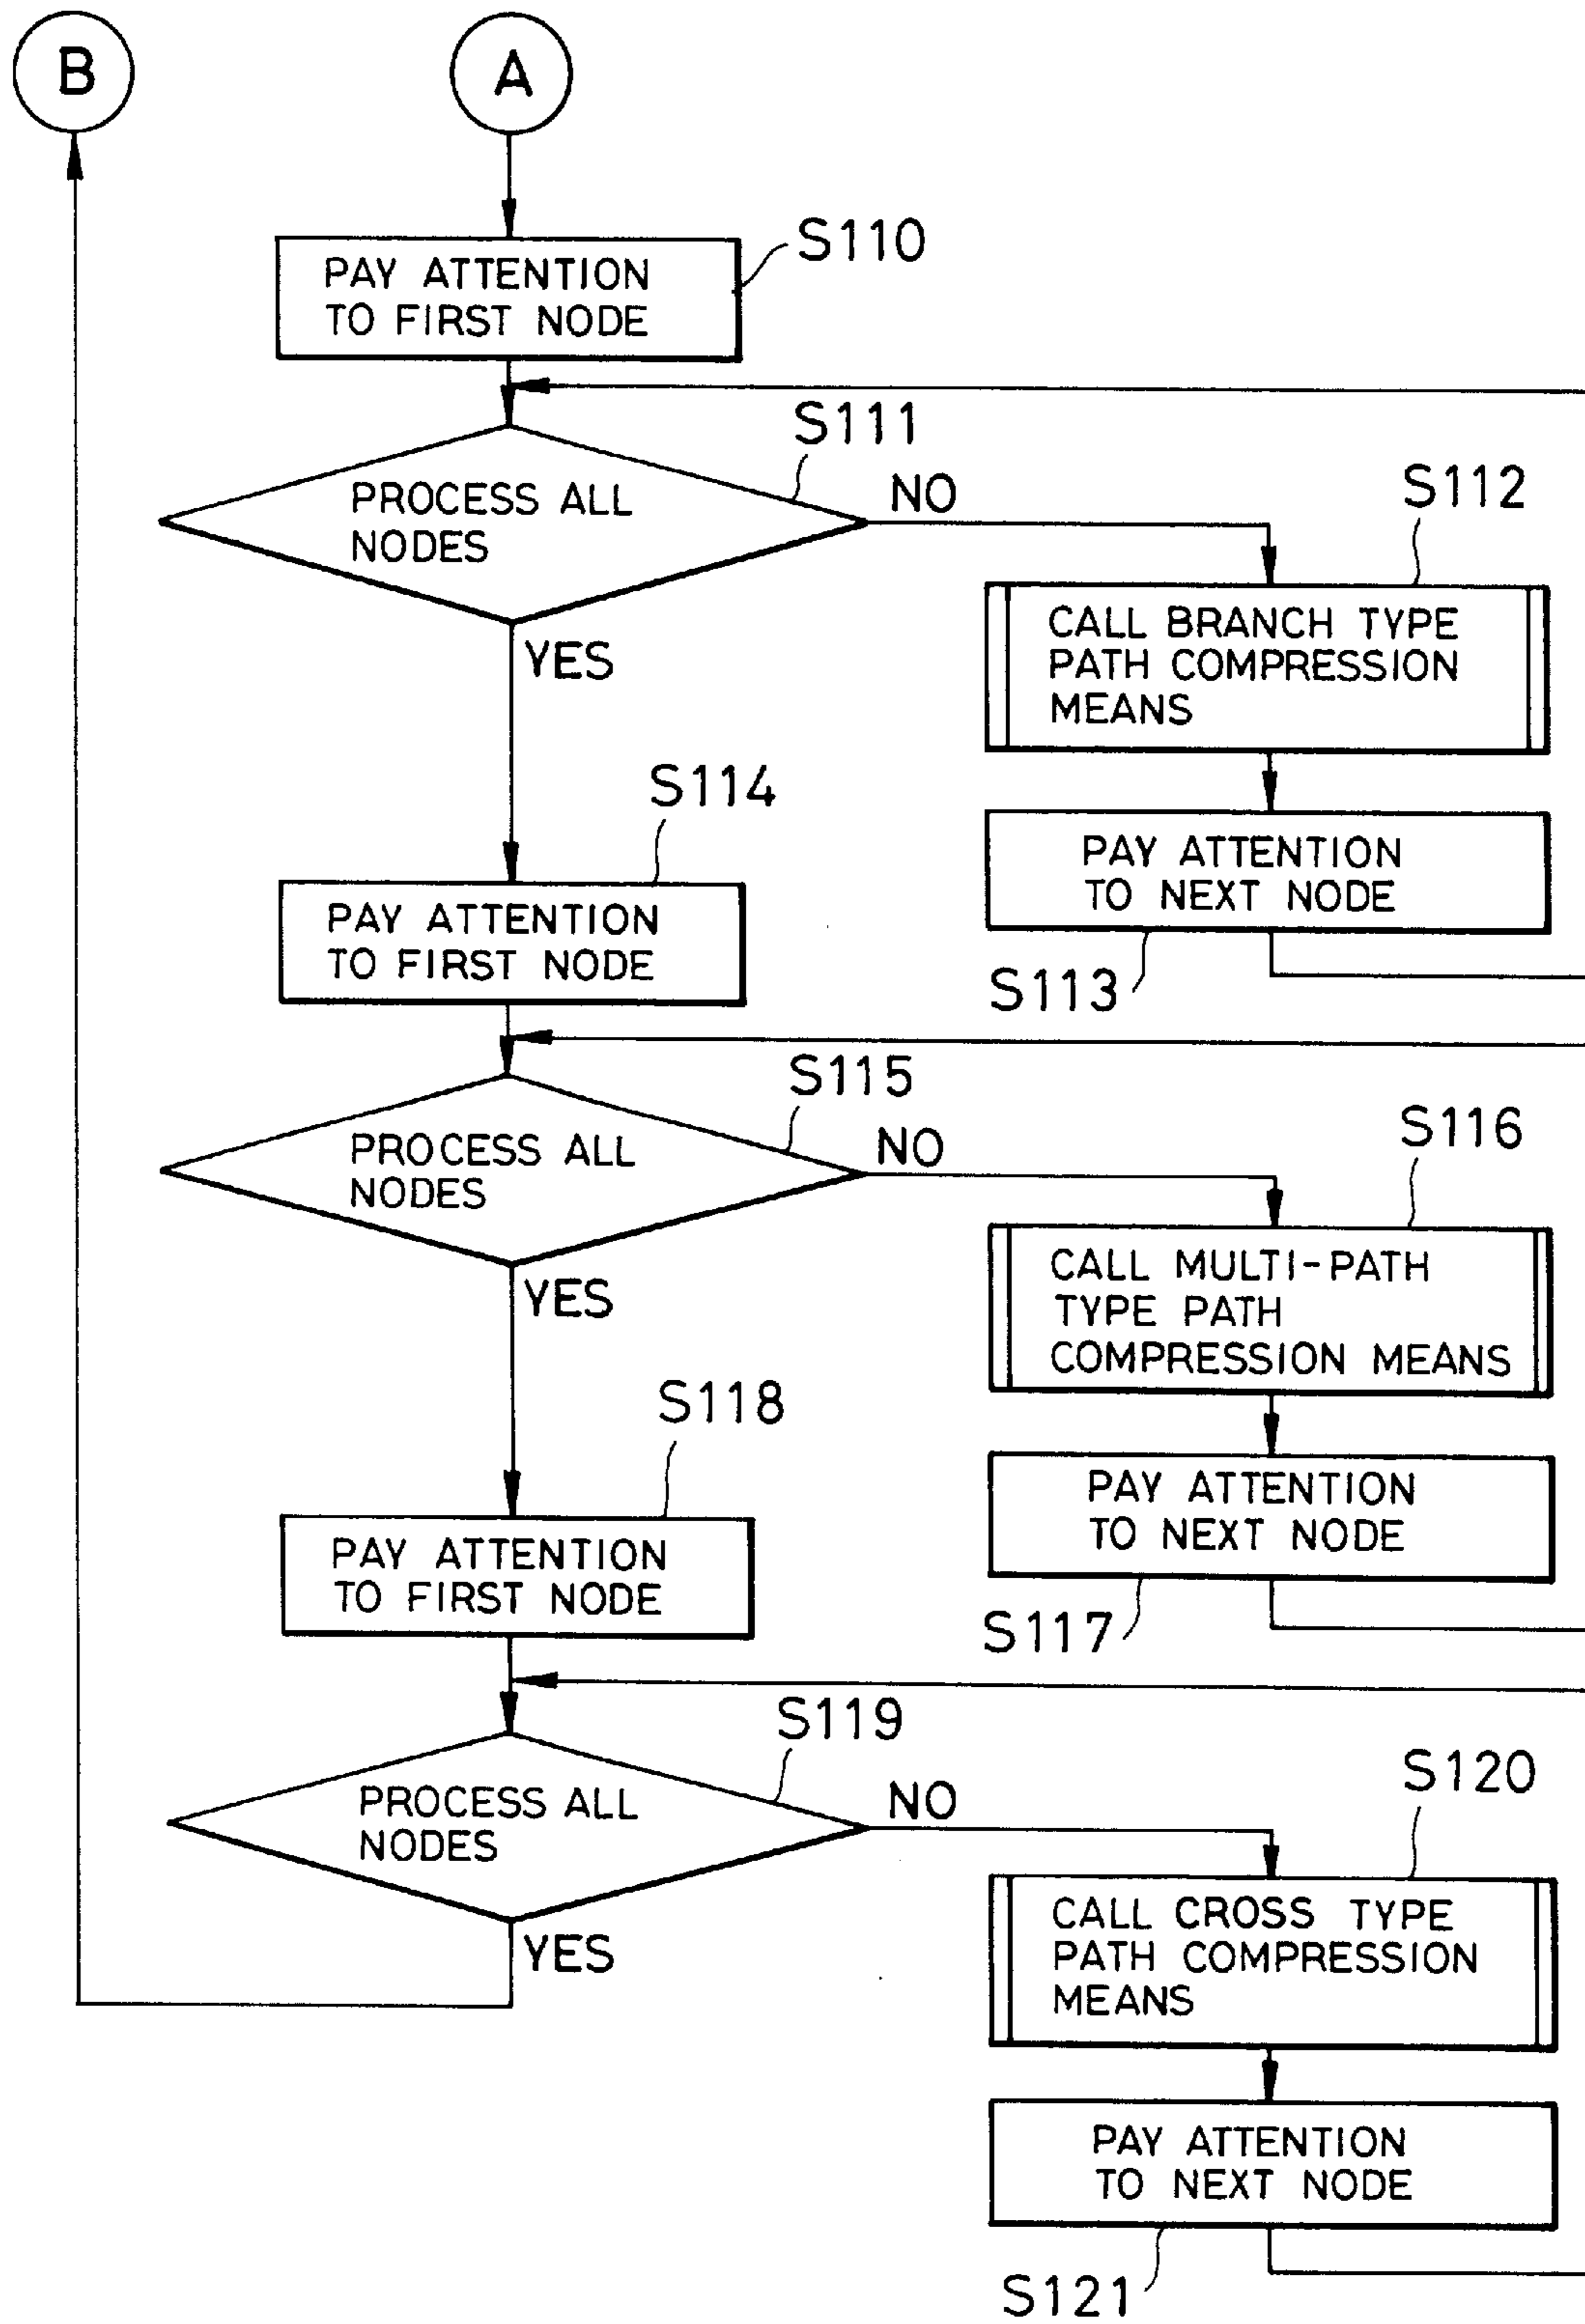 B
A
S110
PAY ATTENTION
TO FIRST NODE
S111
PROCESS ALL
NODES
NO
YES
S112
CALL BRANCH TYPE
PATH COMPRESSION
MEANS
PAY ATTENTION
TO NEXT NODE
S113
S114
PAY ATTENTION
TO FIRST NODE
S115
PROCESS ALL
NODES
NO
YES
S116
CALL MULTI-PATH
TYPE PATH
COMPRESSION MEANS
PAY ATTENTION
TO NEXT NODE
S117
S118
PAY ATTENTION
TO FIRST NODE
S119
PROCESS ALL
NODES
NO
YES
S120
CALL CROSS TYPE
PATH COMPRESSION
MEANS
PAY ATTENTION
TO NEXT NODE
S121